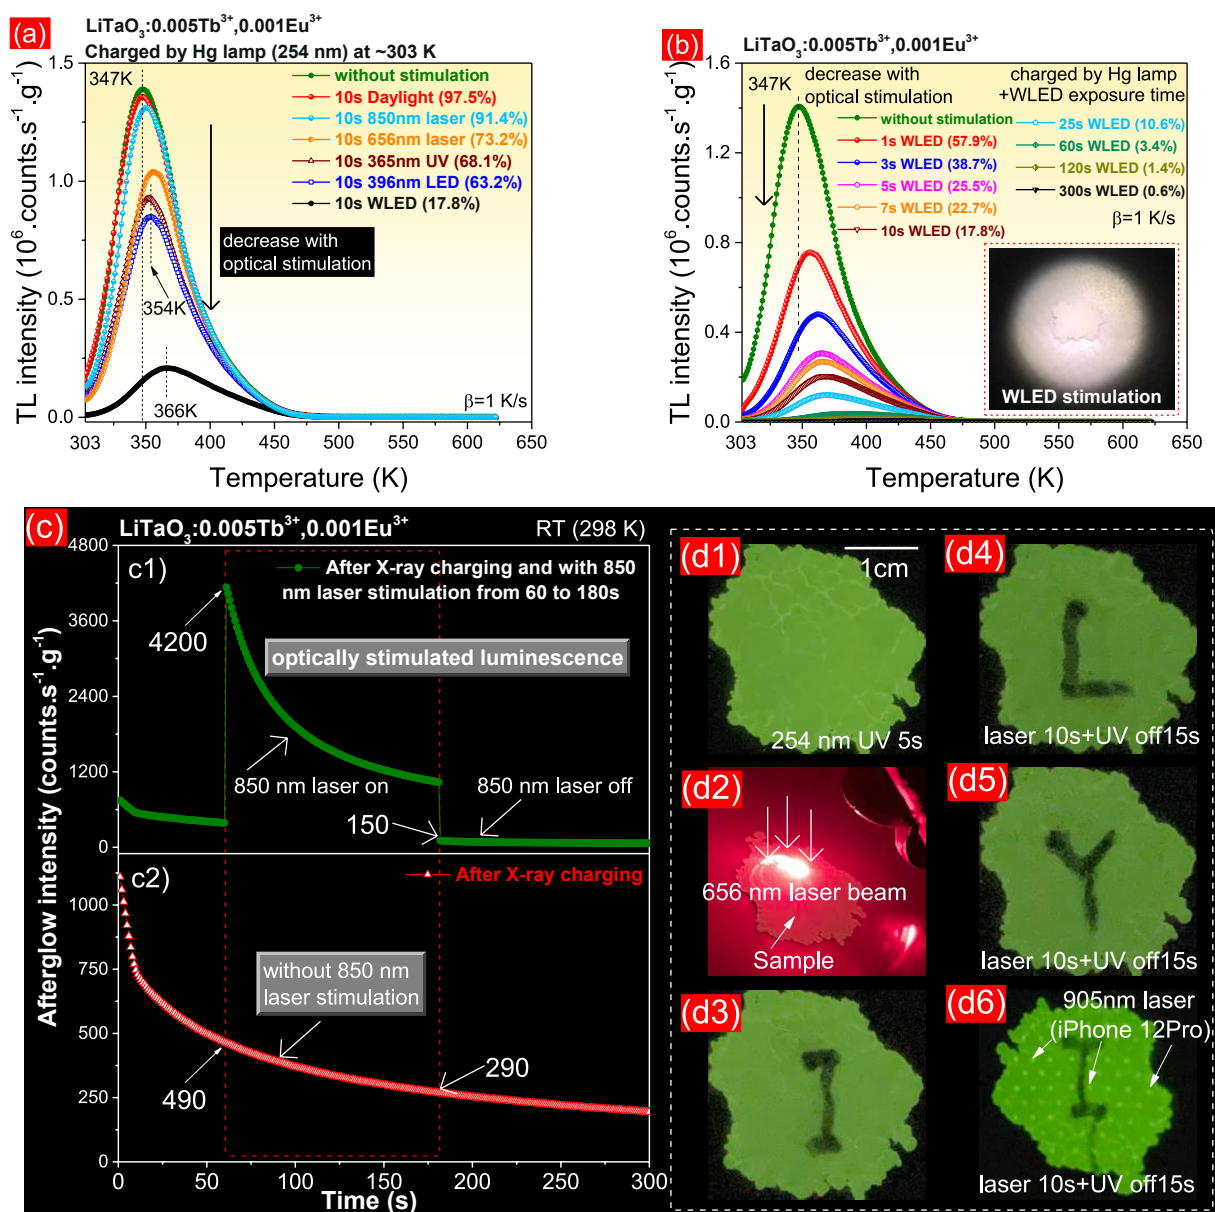 (a)
LiTaO₃:0.005Tb³⁺,0.001Eu³⁺
Charged by Hg lamp (254 nm) at ~303 K
1.5
1.0
0.5
0.0
TL intensity (10⁶.counts.s⁻¹.g⁻¹)
347K
without stimulation
10s Daylight (97.5%)
10s 850nm laser (91.4%)
10s 656nm laser (73.2%)
10s 365nm UV (68.1%)
10s 396nm LED (63.2%)
10s WLED (17.8%)
decrease with
optical stimulation
354K
366K
β=1 K/s
303 350 400 450 500 550 600 650
Temperature (K)
(b)
LiTaO₃:0.005Tb³⁺,0.001Eu³⁺
1.6
1.2
0.8
0.4
0.0
TL intensity (10⁶.counts.s⁻¹.g⁻¹)
347K
decrease with
optical stimulation
without stimulation
1s WLED (57.9%)
3s WLED (38.7%)
5s WLED (25.5%)
7s WLED (22.7%)
10s WLED (17.8%)
charged by Hg lamp
+WLED exposure time
25s WLED (10.6%)
60s WLED (3.4%)
120s WLED (1.4%)
300s WLED (0.6%)
β=1 K/s
WLED stimulation
303 350 400 450 500 550 600 650
Temperature (K)
(c)
LiTaO₃:0.005Tb³⁺,0.001Eu³⁺
RT (298 K)
Afterglow intensity (counts.s⁻¹.g⁻¹)
4800
3600
2400
1200
0
c1)
After X-ray charging and with 850
nm laser stimulation from 60 to 180s
4200
optically stimulated luminescence
850 nm laser on
850 nm laser off
150
1000
750
500
250
0
c2)
After X-ray charging
without 850 nm
laser stimulation
490
290
0 50 100 150 200 250 300
Time (s)
(d1)
1cm
254 nm UV 5s
(d2)
656 nm laser beam
Sample
(d3)
I
(d4)
L
laser 10s+UV off15s
(d5)
Y
laser 10s+UV off15s
(d6)
905nm laser
(iPhone 12Pro)
laser 10s+UV off15s